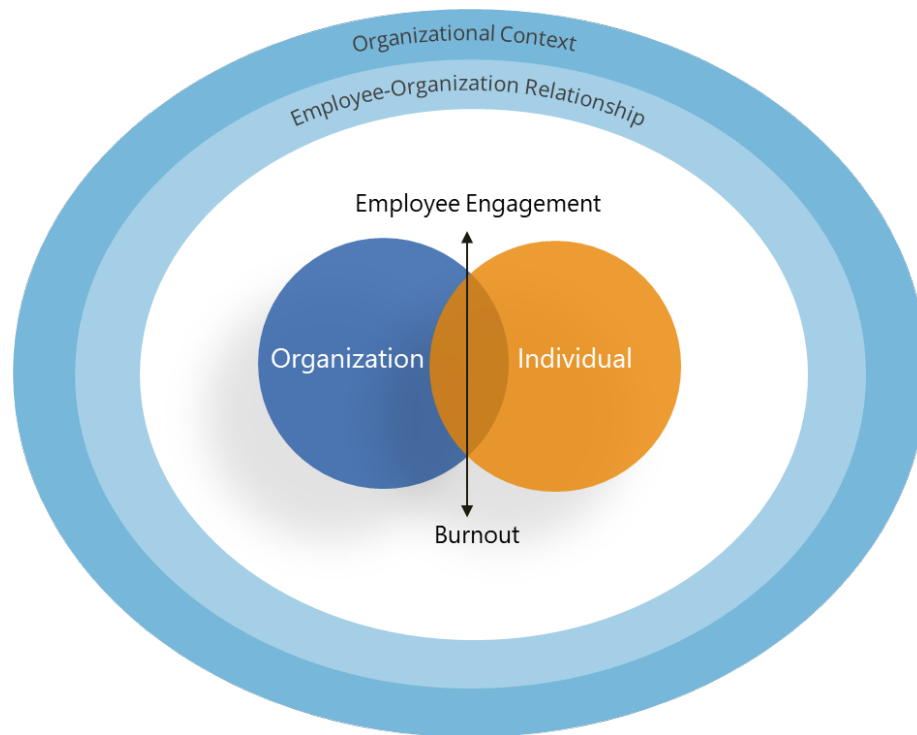 Organizational Context
Employee-Organization Relationship
Employee Engagement
Organization
Individual
Burnout